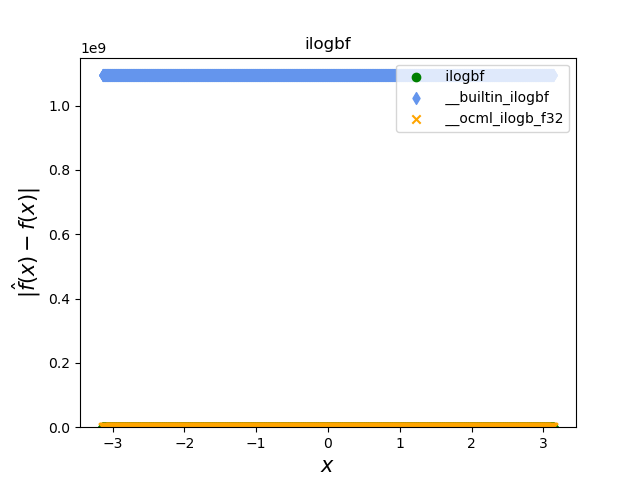 ilogbf
1e9
ilogbf
__builtin_ilogbf
__ocml_ilogb_f32
1.0
0.8
0.6
0.4
0.2
0.0
|f̂(x) − f(x)|
−3 −2 −1 0 1 2 3
x